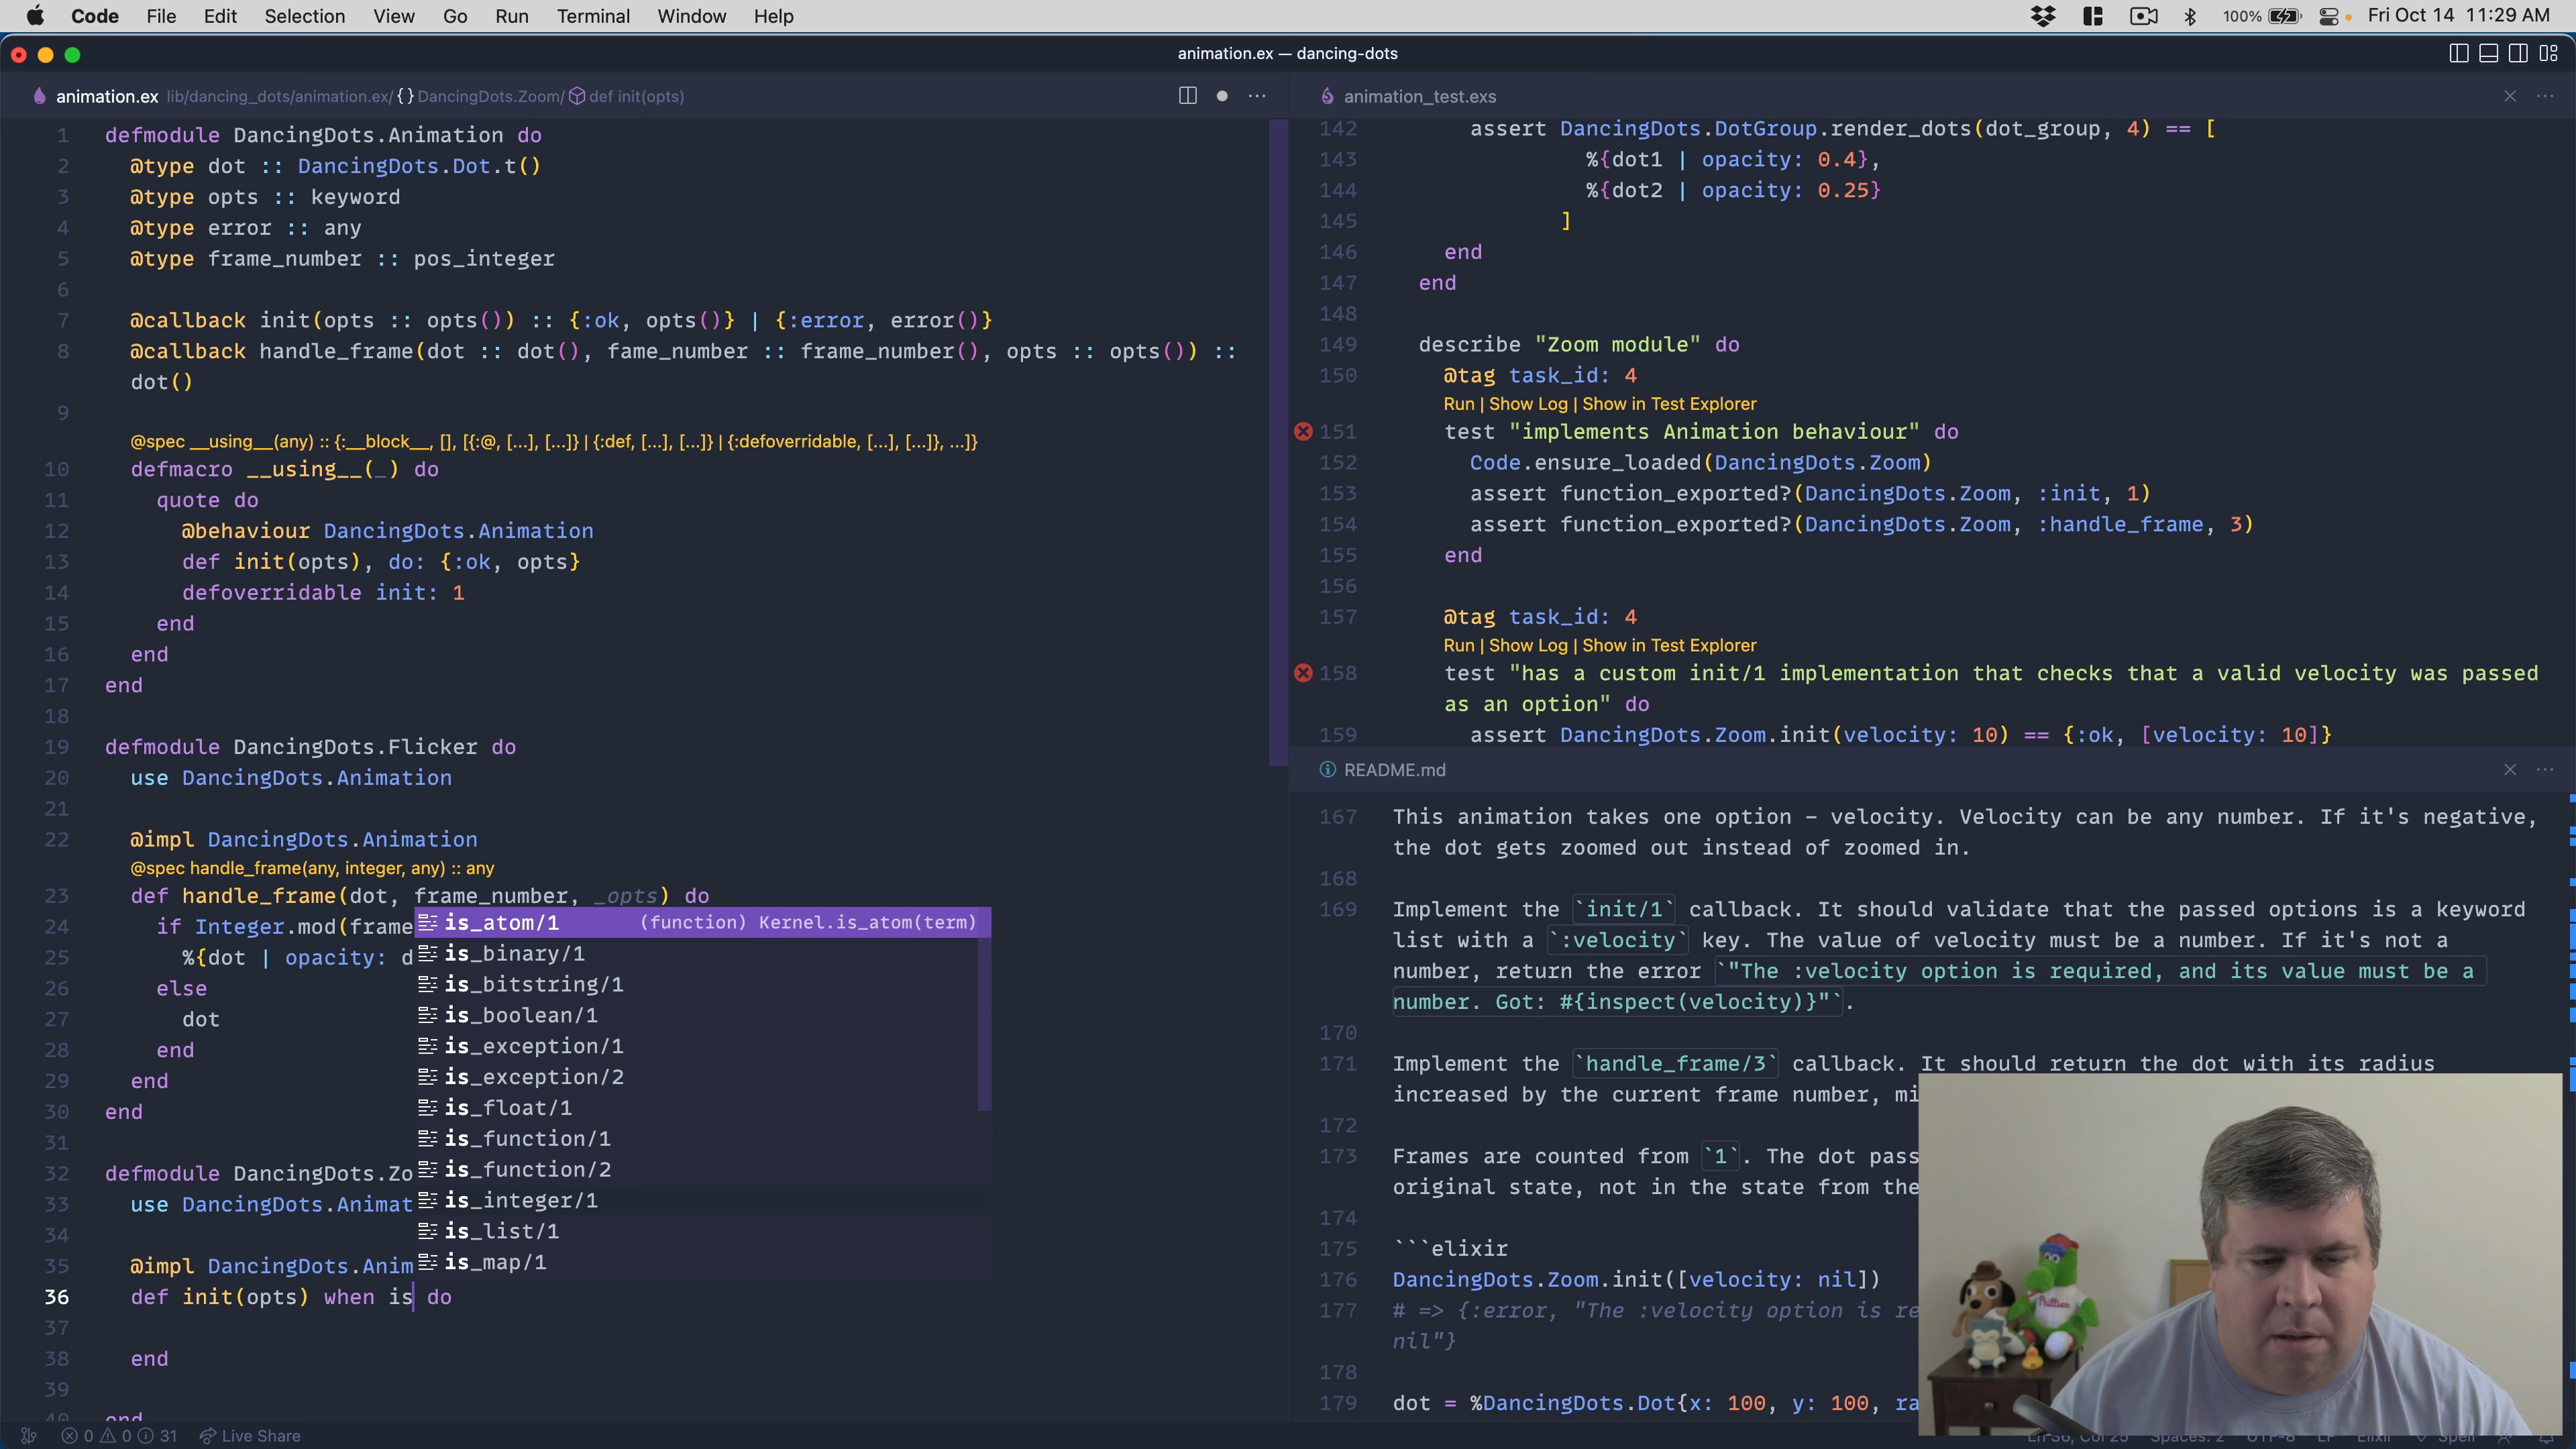 Code File Edit Selection View Go Run Terminal Window Help 100% Fri Oct 14 11:29 AM
animation.ex — dancing-dots
animation.ex lib/dancing_dots/animation.ex/ {} DancingDots.Zoom/ def init(opts)
1 defmodule DancingDots.Animation do
2 @type dot :: DancingDots.Dot.t()
3 @type opts :: keyword
4 @type error :: any
5 @type frame_number :: pos_integer
6
7 @callback init(opts :: opts()) :: {:ok, opts()} | {:error, error()}
8 @callback handle_frame(dot :: dot(), fame_number :: frame_number(), opts :: opts()) ::
dot()
9
@spec __using__(any) :: {:__block__, [], [{:@, [...], [...]} | {:def, [...], [...]} | {:defoverridable, [...], [...]}, ...]}
10 defmacro __using__(_) do
11 quote do
12 @behaviour DancingDots.Animation
13 def init(opts), do: {:ok, opts}
14 defoverridable init: 1
15 end
16 end
17 end
18
19 defmodule DancingDots.Flicker do
20 use DancingDots.Animation
21
22 @impl DancingDots.Animation
@spec handle_frame(any, integer, any) :: any
23 def handle_frame(dot, frame_number, _opts) do
24 if Integer.mod(frame
25 %{dot | opacity: d
26 else
27 dot
28 end
29 end
30 end
31
32 defmodule DancingDots.Zo
33 use DancingDots.Animat
34
35 @impl DancingDots.Anim
36 def init(opts) when is do
37
38 end
39
40 end
is_atom/1 (function) Kernel.is_atom(term)
is_binary/1
is_bitstring/1
is_boolean/1
is_exception/1
is_exception/2
is_float/1
is_function/1
is_function/2
is_integer/1
is_list/1
is_map/1
animation_test.exs
142 assert DancingDots.DotGroup.render_dots(dot_group, 4) == [
143 %{dot1 | opacity: 0.4},
144 %{dot2 | opacity: 0.25}
145 ]
146 end
147 end
148
149 describe "Zoom module" do
150 @tag task_id: 4
Run | Show Log | Show in Test Explorer
151 test "implements Animation behaviour" do
152 Code.ensure_loaded(DancingDots.Zoom)
153 assert function_exported?(DancingDots.Zoom, :init, 1)
154 assert function_exported?(DancingDots.Zoom, :handle_frame, 3)
155 end
156
157 @tag task_id: 4
Run | Show Log | Show in Test Explorer
158 test "has a custom init/1 implementation that checks that a valid velocity was passed
as an option" do
159 assert DancingDots.Zoom.init(velocity: 10) == {:ok, [velocity: 10]}
README.md
167 This animation takes one option - velocity. Velocity can be any number. If it's negative,
the dot gets zoomed out instead of zoomed in.
168
169 Implement the `init/1` callback. It should validate that the passed options is a keyword
list with a `:velocity` key. The value of velocity must be a number. If it's not a
number, return the error `"The :velocity option is required, and its value must be a
number. Got: #{inspect(velocity)}"`.
170
171 Implement the `handle_frame/3` callback. It should return the dot with its radius
increased by the current frame number, mi
172
173 Frames are counted from `1`. The dot pass
original state, not in the state from the
174
175 ```elixir
176 DancingDots.Zoom.init([velocity: nil])
177 # => {:error, "The :velocity option is re
nil"}
178
179 dot = %DancingDots.Dot{x: 100, y: 100, ra
Phillies
0 0 31 Live Share